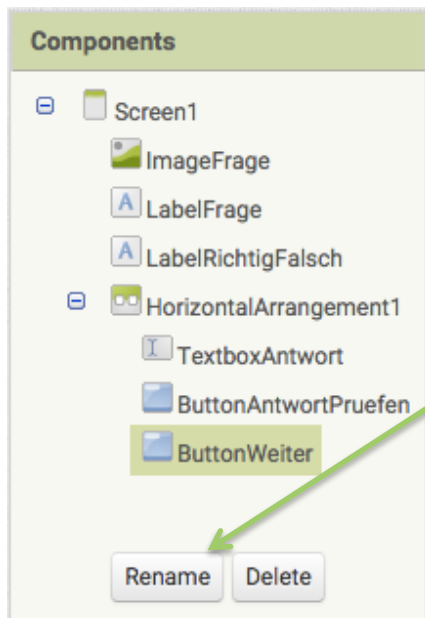 Components
Screen1
ImageFrage
LabelFrage
LabelRichtigFalsch
HorizontalArrangement1
TextboxAntwort
ButtonAntwortPruefen
ButtonWeiter
Rename Delete